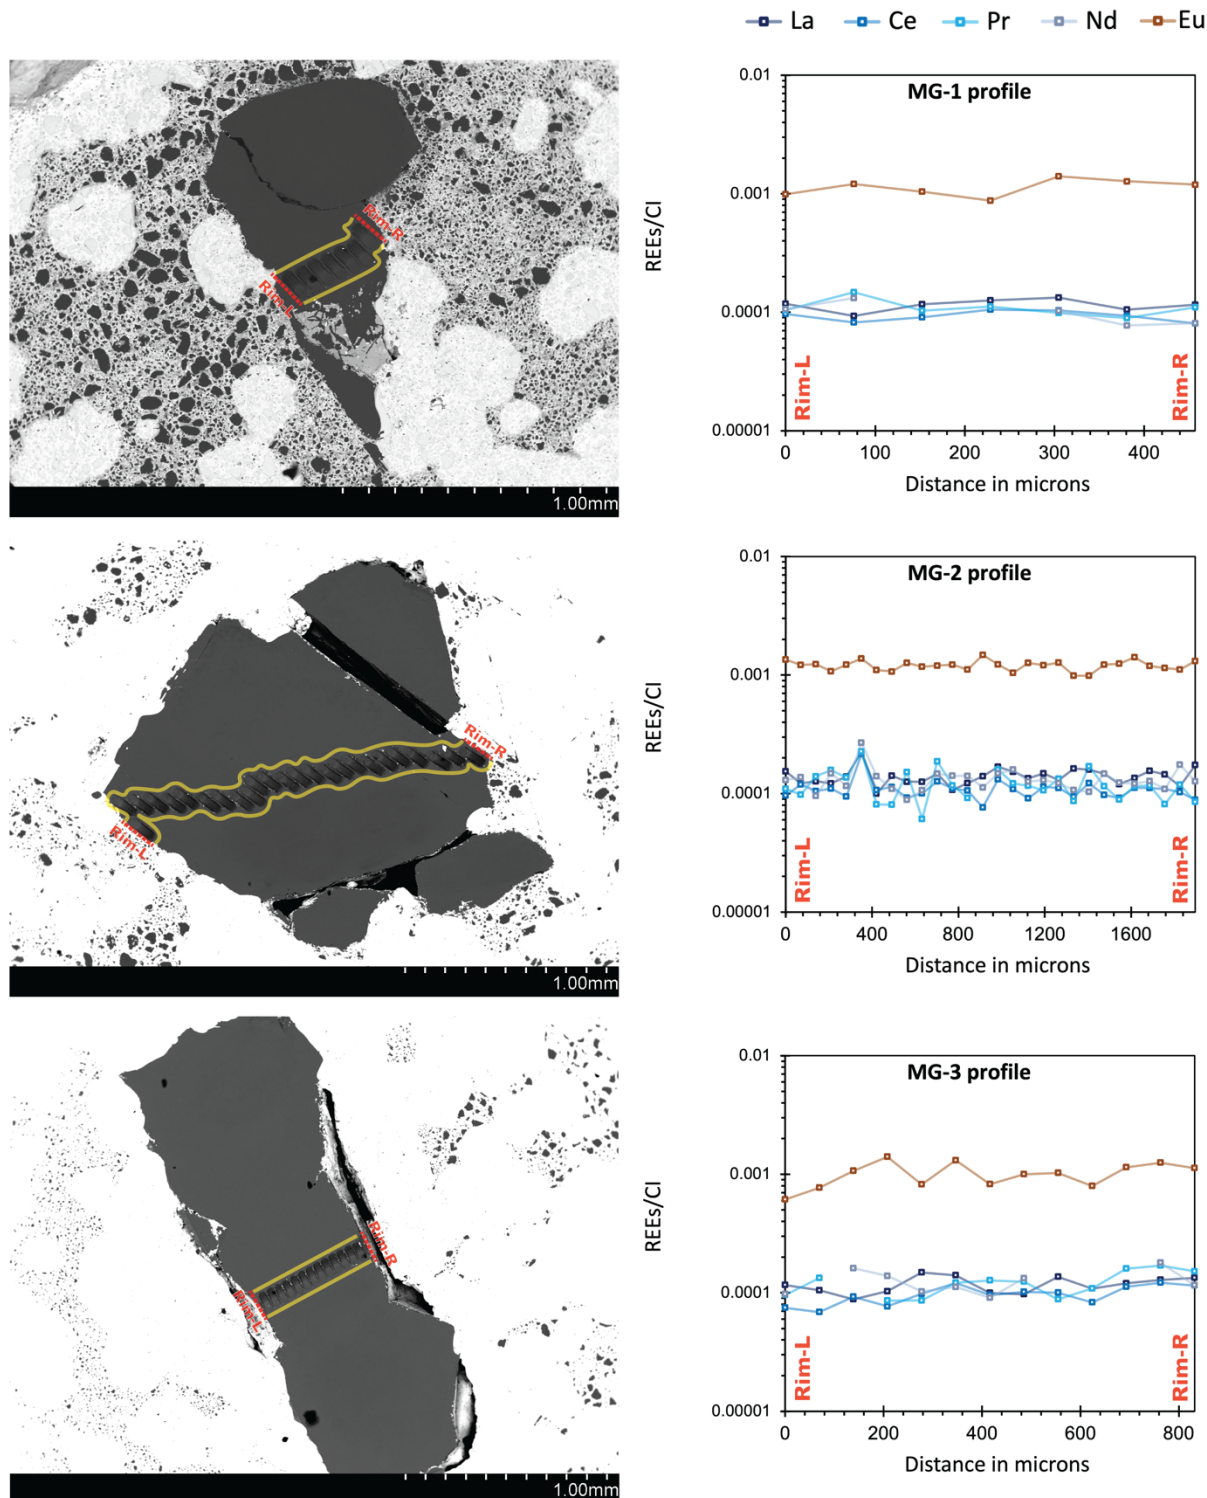 La Ce Pr Nd Eu
Rim-R
Rim-L
1.00mm
MG-1 profile
REEs/CI
0.01
0.001
0.0001
0.00001
Rim-L
Rim-R
0 100 200 300 400
Distance in microns
Rim-R
Rim-L
1.00mm
MG-2 profile
REEs/CI
0.01
0.001
0.0001
0.00001
Rim-L
Rim-R
0 400 800 1200 1600
Distance in microns
Rim-R
Rim-L
1.00mm
MG-3 profile
REEs/CI
0.01
0.001
0.0001
0.00001
Rim-L
Rim-R
0 200 400 600 800
Distance in microns